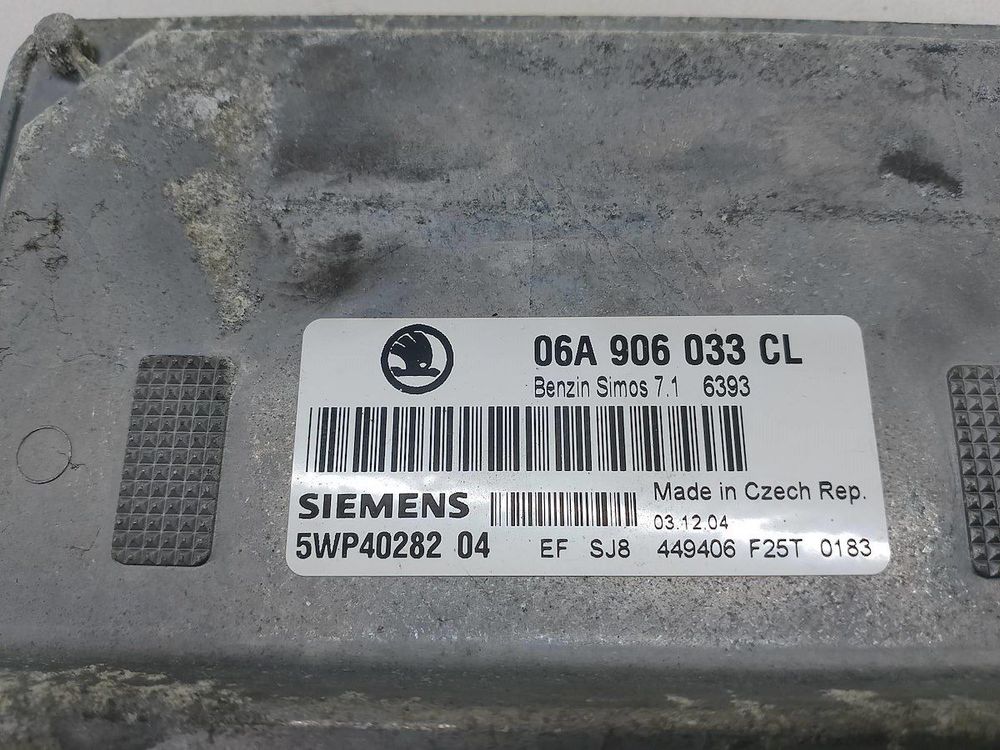 06A 906 033 CL
Benzin Simos 7.1 6393
SIEMENS
Made in Czech Rep.
03.12.04
5WP40282 04
EF SJ8 449406 F25T 0183